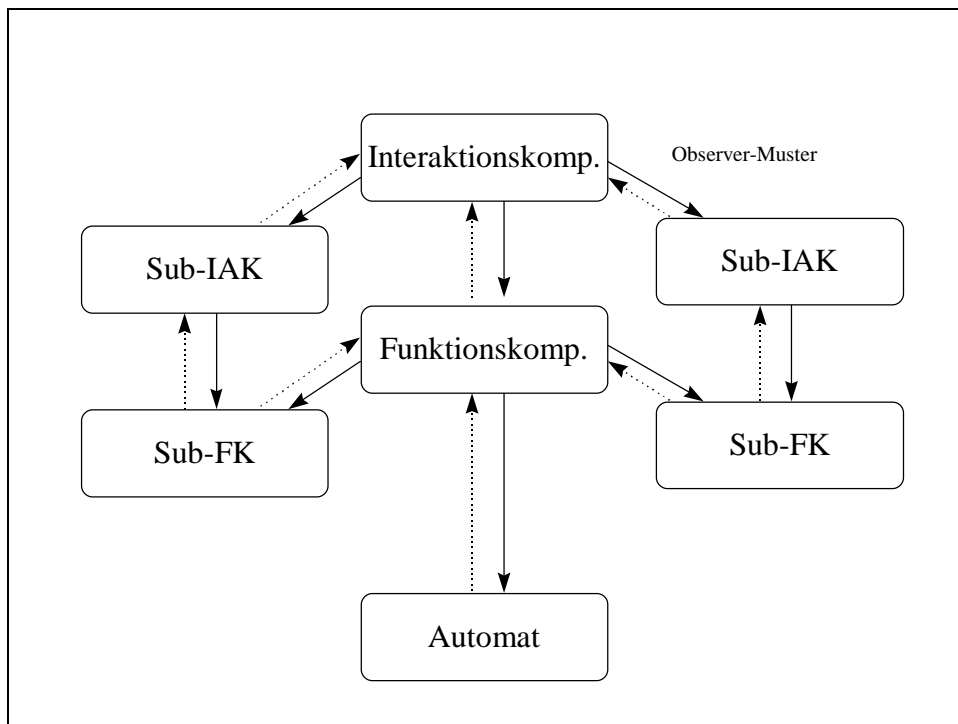 Interaktionskomp.
Observer-Muster
Sub-IAK
Sub-IAK
Funktionskomp.
Sub-FK
Sub-FK
Automat